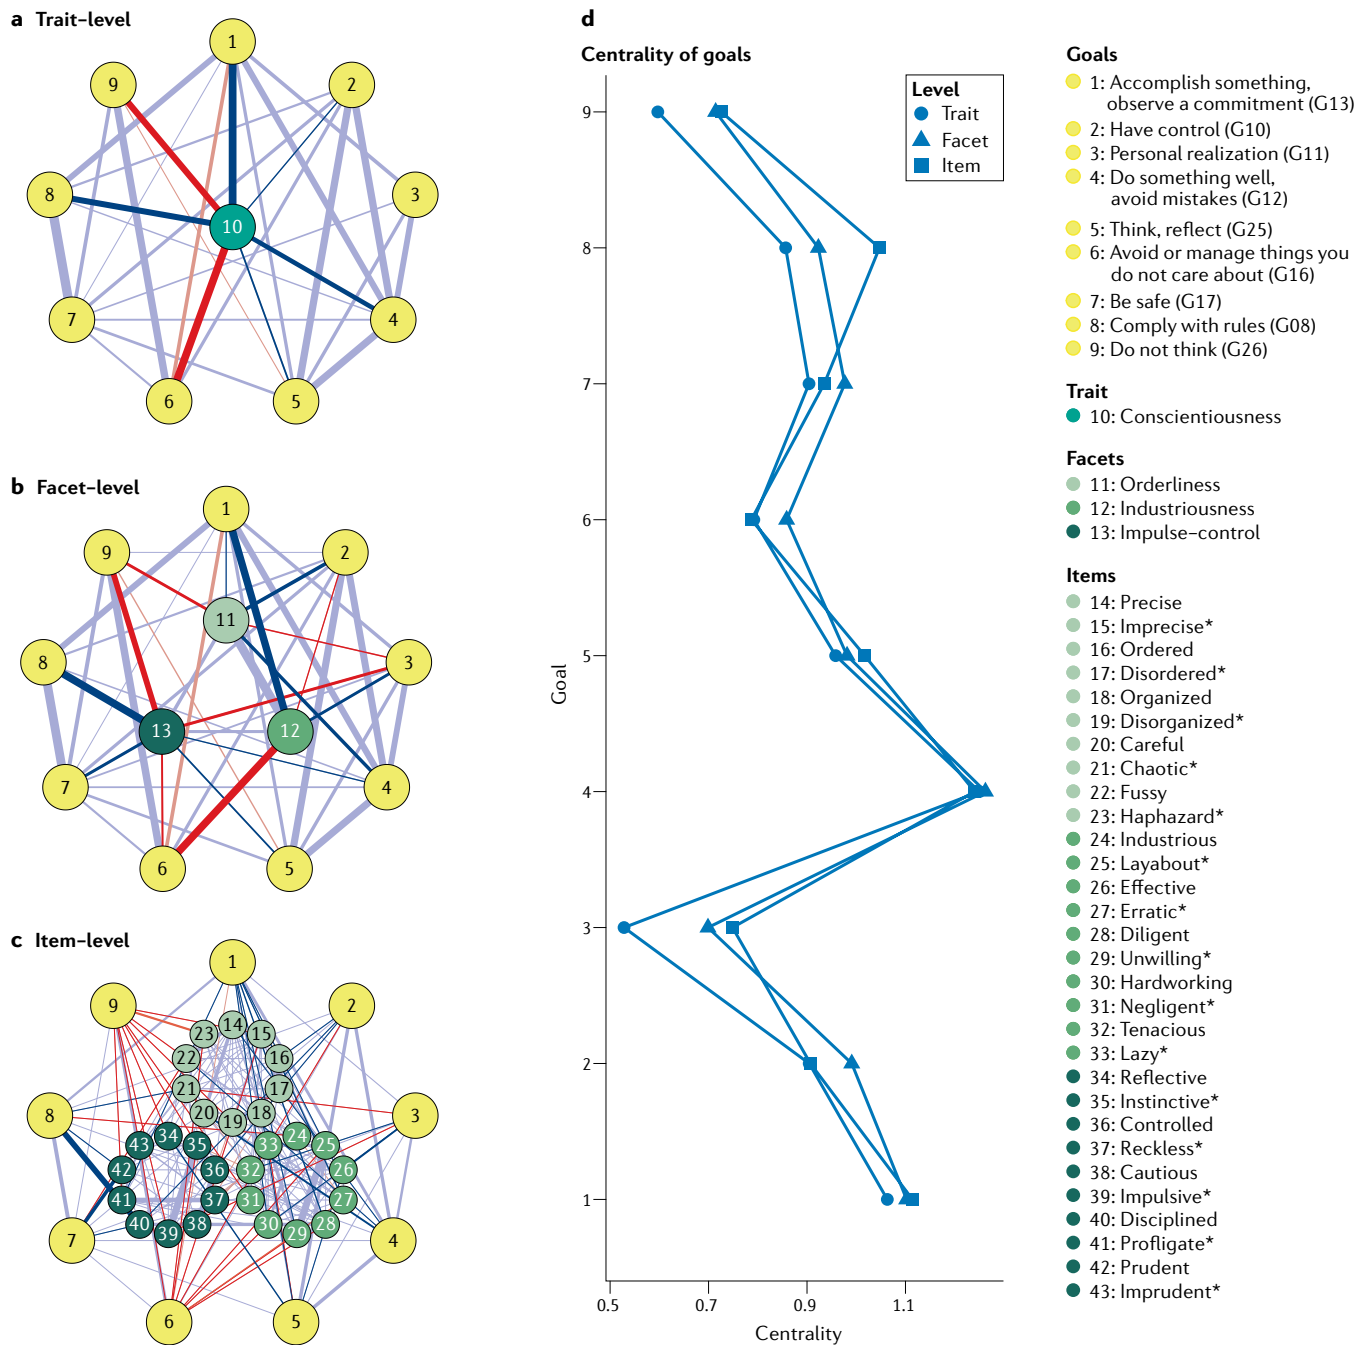 a Trait-level
1
2
3
4
5
6
7
8
9
10
b Facet-level
1
2
3
4
5
6
7
8
9
11
12
13
c Item-level
1
2
3
4
5
6
7
8
9
14
15
16
17
18
19
20
21
22
23
24
25
26
27
28
29
30
31
32
33
34
35
36
37
38
39
40
41
42
43
d
Centrality of goals
Level
Trait
Facet
Item
Goal
9
8
7
6
5
4
3
2
1
0.5 0.7 0.9 1.1
Centrality
Goals
1: Accomplish something,
observe a commitment (G13)
2: Have control (G10)
3: Personal realization (G11)
4: Do something well,
avoid mistakes (G12)
5: Think, reflect (G25)
6: Avoid or manage things you
do not care about (G16)
7: Be safe (G17)
8: Comply with rules (G08)
9: Do not think (G26)
Trait
10: Conscientiousness
Facets
11: Orderliness
12: Industriousness
13: Impulse-control
Items
14: Precise
15: Imprecise*
16: Ordered
17: Disordered*
18: Organized
19: Disorganized*
20: Careful
21: Chaotic*
22: Fussy
23: Haphazard*
24: Industrious
25: Layabout*
26: Effective
27: Erratic*
28: Diligent
29: Unwilling*
30: Hardworking
31: Negligent*
32: Tenacious
33: Lazy*
34: Reflective
35: Instinctive*
36: Controlled
37: Reckless*
38: Cautious
39: Impulsive*
40: Disciplined
41: Profligate*
42: Prudent
43: Imprudent*